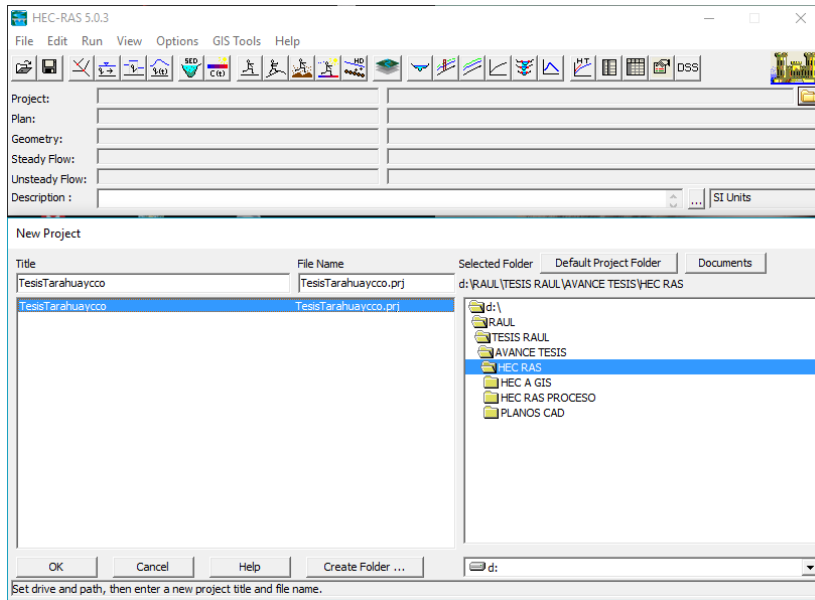 HEC-RAS 5.0.3
File Edit Run View Options GIS Tools Help
SED C(t) HD HT DSS
Project:
Plan:
Geometry:
Steady Flow:
Unsteady Flow:
Description : ... SI Units
New Project
Title File Name Selected Folder Default Project Folder Documents
TesisTarahuaycco TesisTarahuaycco.prj d:\RAUL\TESIS RAUL\AVANCE TESIS\HEC RAS
TesisTarahuaycco TesisTarahuaycco.prj d:\
RAUL
TESIS RAUL
AVANCE TESIS
HEC RAS
HEC A GIS
HEC RAS PROCESO
PLANOS CAD
OK Cancel Help Create Folder ... d:
Set drive and path, then enter a new project title and file name.